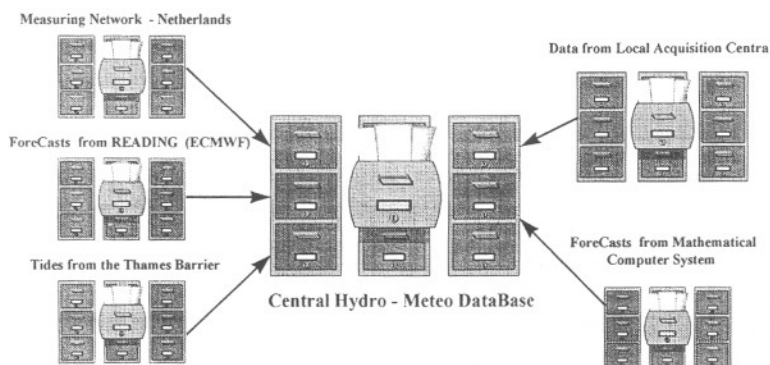 Measuring Network - Netherlands
ForeCasts from READING (ECMWF)
Tides from the Thames Barrier
Central Hydro - Meteo DataBase
Data from Local Acquisition Centra
ForeCasts from Mathematical
Computer System